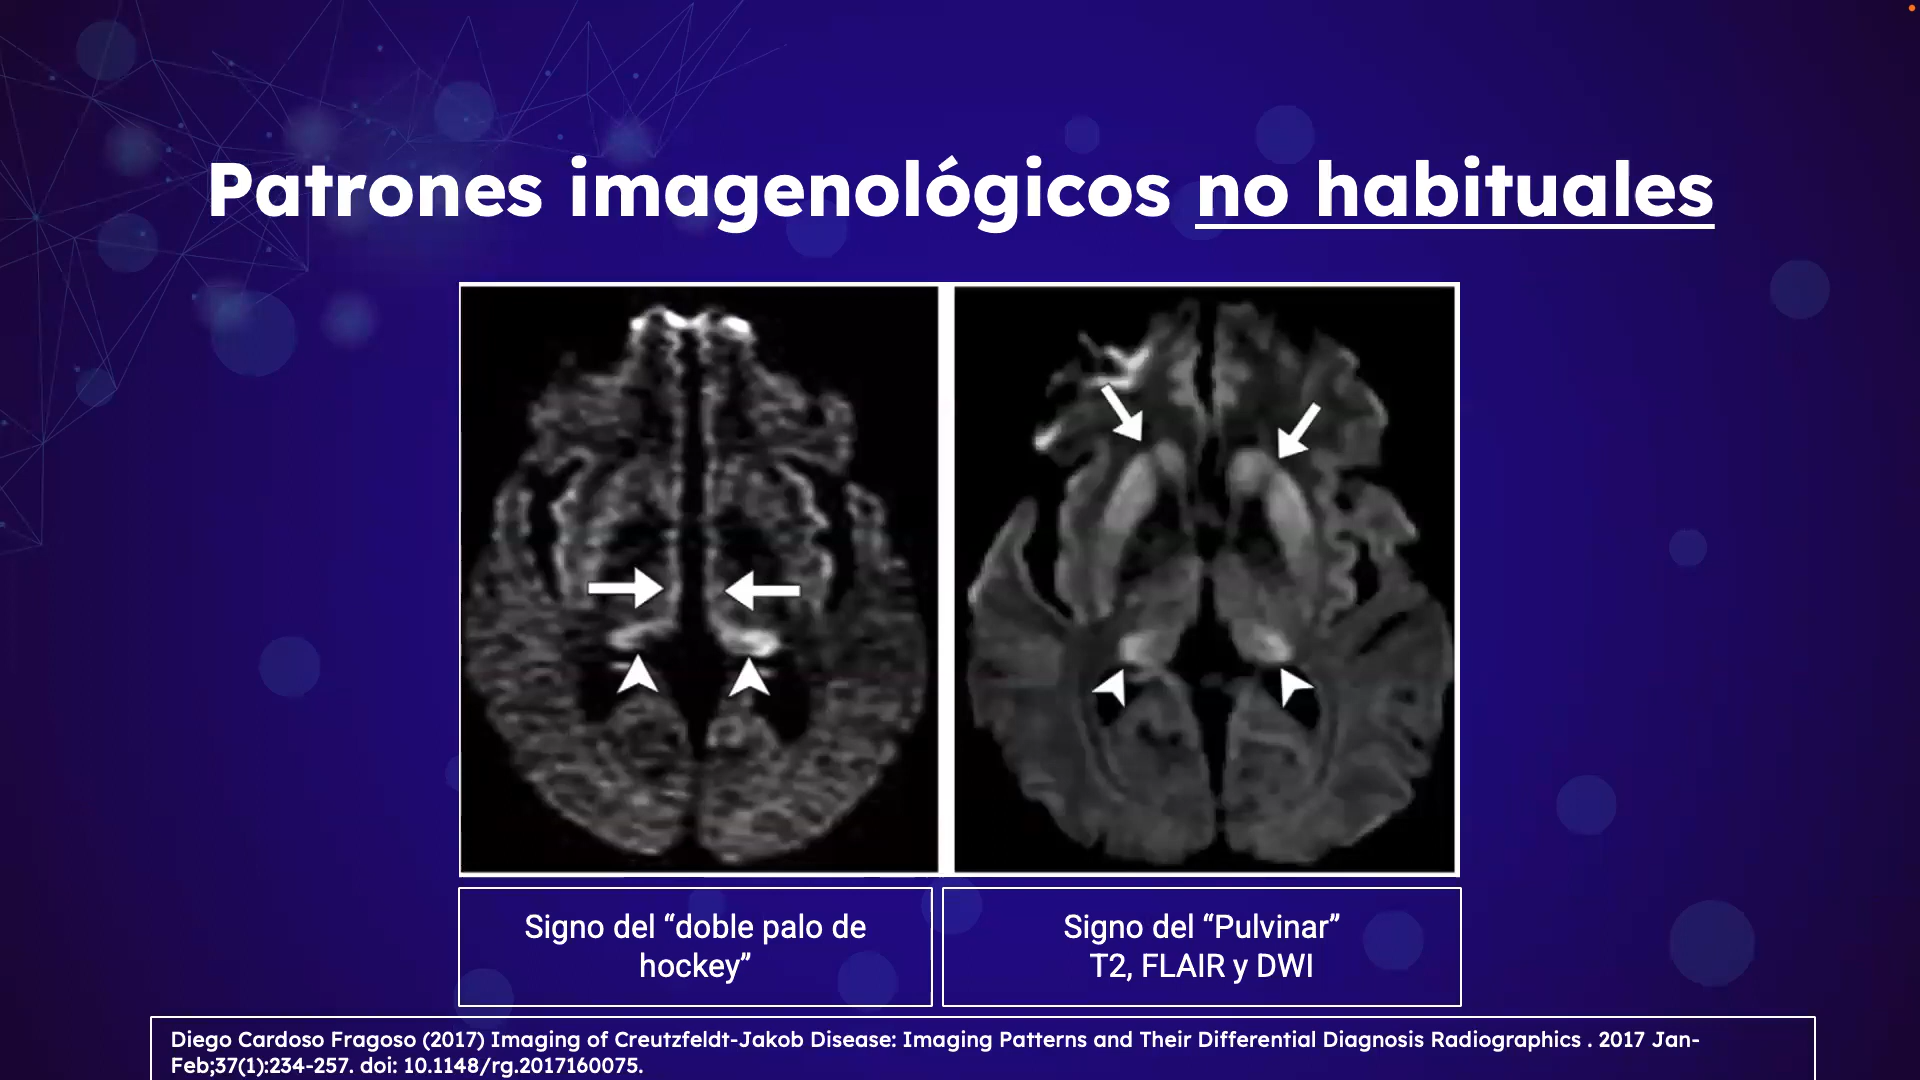 Patrones imagenológicos no habituales
Signo del “doble palo de
hockey”
Signo del “Pulvinar”
T2, FLAIR y DWI
Diego Cardoso Fragoso (2017) Imaging of Creutzfeldt-Jakob Disease: Imaging Patterns and Their Differential Diagnosis Radiographics . 2017 Jan-
Feb;37(1):234-257. doi: 10.1148/rg.2017160075.